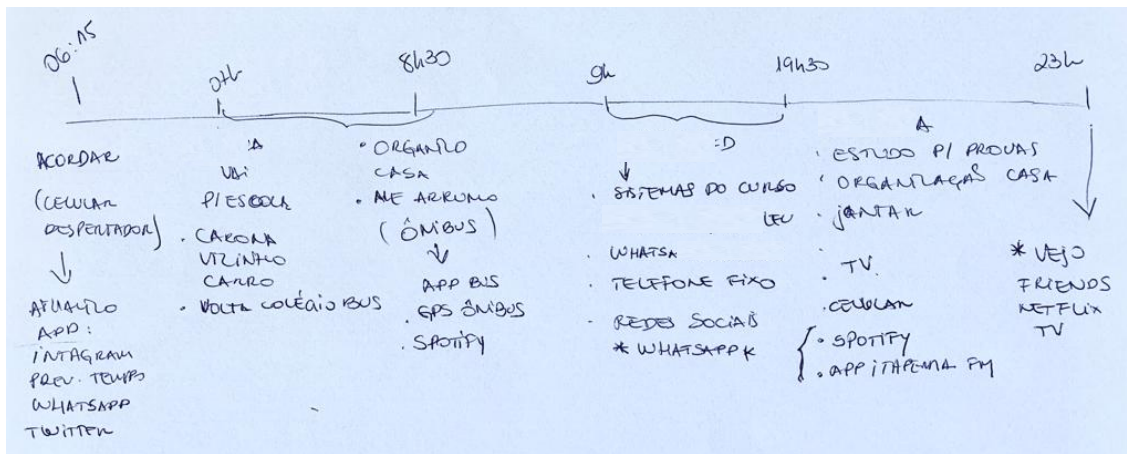 06:15
07h
8h30
9h
19h30
23h
ACORDAR
(CELULAR
DESPERTADOR)
ATUALIZO
APP:
INTAGRAM
PREV. TEMPO
WHATSAPP
TWITTER
:A
VAI
P/ ESCOLA
. CARONA
VIZINHO
CARRO
. VOLTA COLÉGIO BUS
• ORGANIZO
CASA
• ME ARRUMO
(ÔNIBUS)
APP BUS
. GPS ÔNIBUS
. SPOTIFY
:D
. SISTEMAS DO CURSO
. WHATSA
. TELEFONE FIXO
- REDES SOCIAIS
* WHATSAPP K
A
. ESTUDO P/ PROVAS
• ORGANIZAÇÃO CASA
. JANTAR
. TV.
. CELULAR
• SPOTIFY
. APP ITAPEMA FM
* VEJO
FRIENDS
NETFLIX
TV